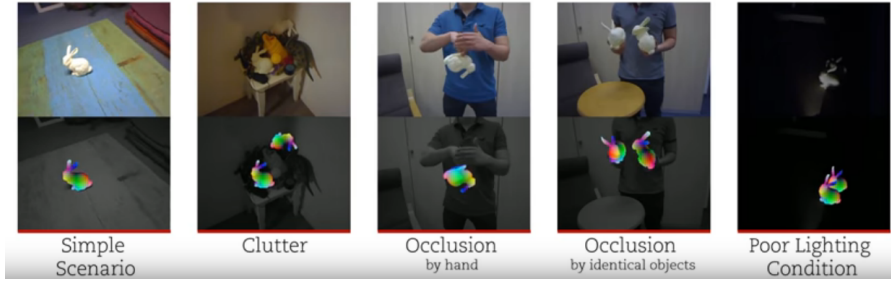 Simple
Scenario
Clutter
Occlusion
by hand
Occlusion
by identical objects
Poor Lighting
Condition